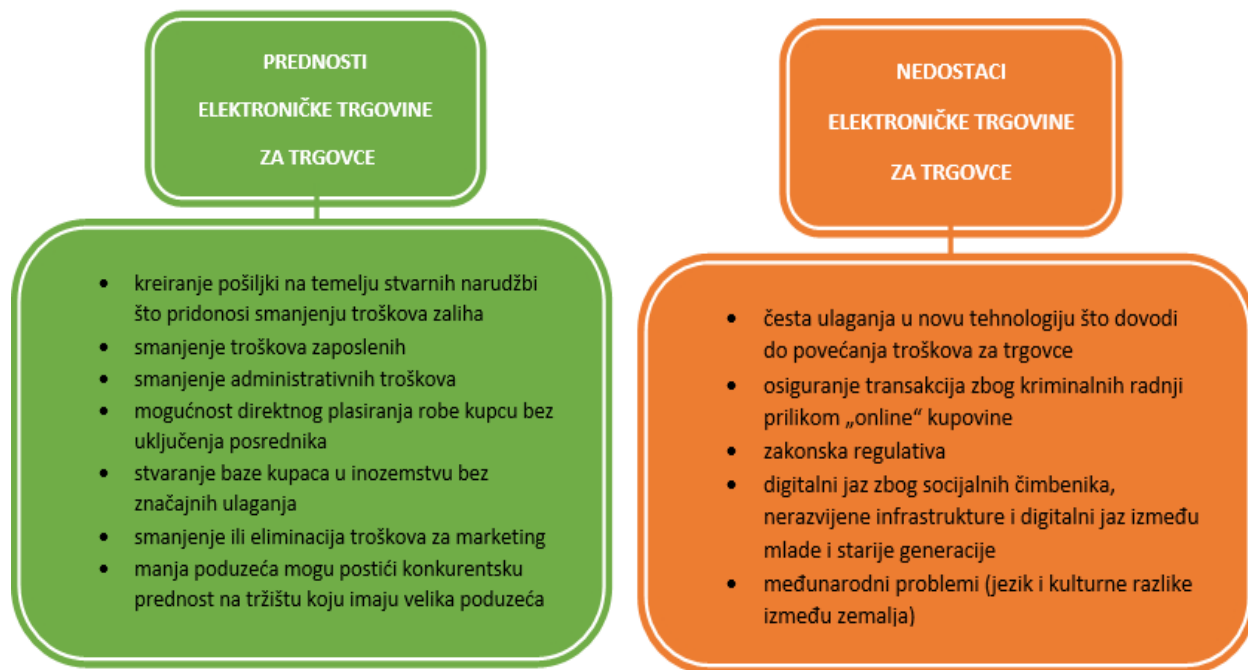 PREDNOSTI
ELEKTRONIČKE TRGOVINE
ZA TRGOVCE
• kreiranje pošiljki na temelju stvarnih narudžbi
što pridonosi smanjenju troškova zaliha
• smanjenje troškova zaposlenih
• smanjenje administrativnih troškova
• mogućnost direktnog plasiranja robe kupcu bez
uključenja posrednika
• stvaranje baze kupaca u inozemstvu bez
značajnih ulaganja
• smanjenje ili eliminacija troškova za marketing
• manja poduzeća mogu postići konkurentsku
prednost na tržištu koju imaju velika poduzeća
NEDOSTACI
ELEKTRONIČKE TRGOVINE
ZA TRGOVCE
• česta ulaganja u novu tehnologiju što dovodi
do povećanja troškova za trgovce
• osiguranje transakcija zbog kriminalnih radnji
prilikom „online“ kupovine
• zakonska regulativa
• digitalni jaz zbog socijalnih čimbenika,
nerazvijene infrastrukture i digitalni jaz između
mlade i starije generacije
• međunarodni problemi (jezik i kulturne razlike
između zemalja)